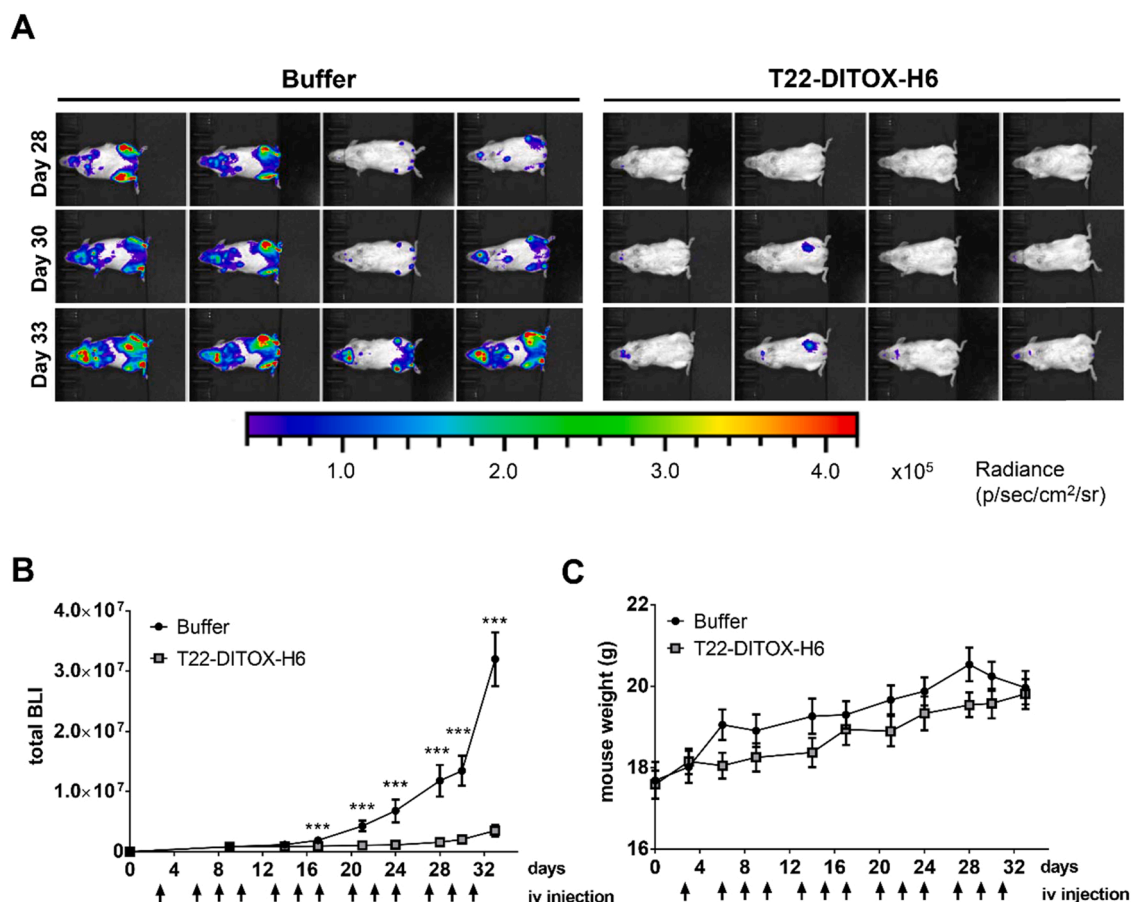 A
Buffer
T22-DITOX-H6
Day 28
Day 30
Day 33
1.0 2.0 3.0 4.0 x10⁵ Radiance
(p/sec/cm²/sr)
B
4.0×10⁷
3.0×10⁷
2.0×10⁷
1.0×10⁷
0
total BLI
Buffer
T22-DITOX-H6
*** *** *** *** *** ***
0 4 8 12 16 20 24 28 32 days
iv injection
C
22
20
18
16
mouse weight (g)
Buffer
T22-DITOX-H6
0 4 8 12 16 20 24 28 32 days
iv injection